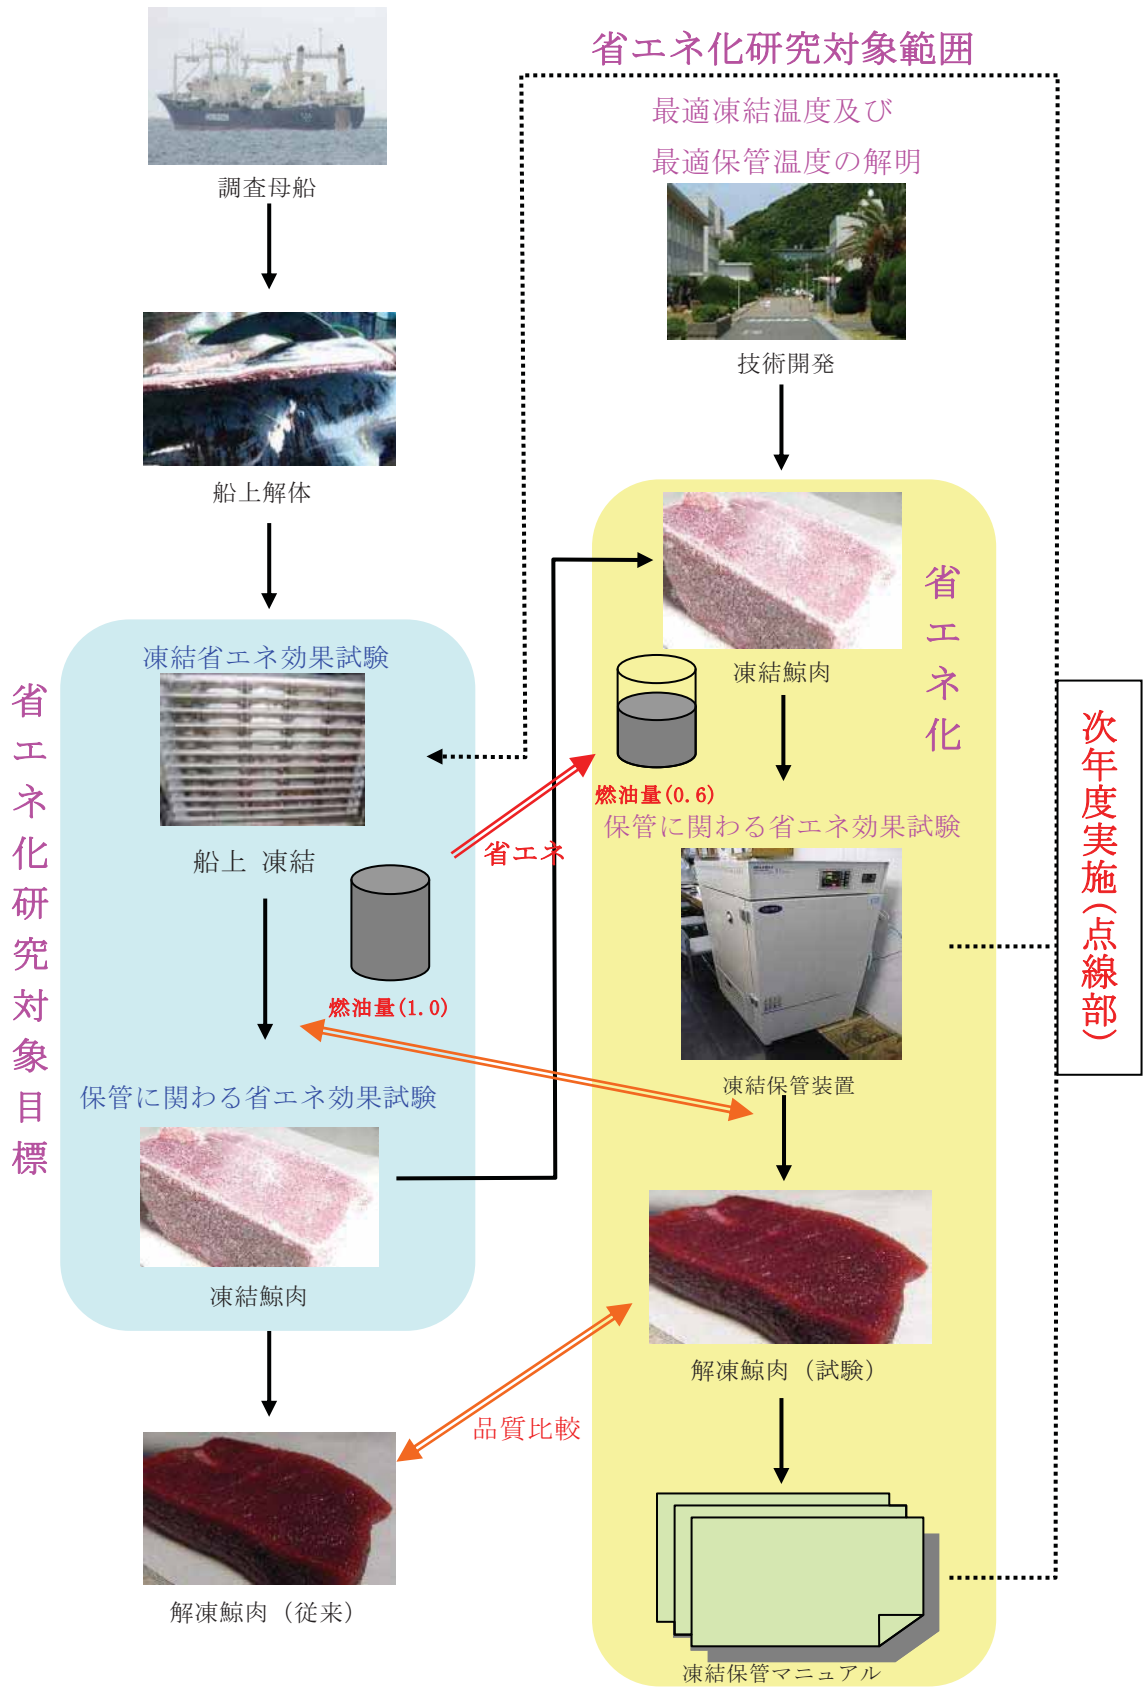 省エネ化研究対象範囲
最適凍結温度及び
最適保管温度の解明
調査母船
技術開発
船上解体
省エネ化
凍結省エネ効果試験
凍結鯨肉
省エネ化研究対象目標
次年度実施(点線部)
燃油量(0.6)
保管に関わる省エネ効果試験
省エネ
船上 凍結
燃油量(1.0)
凍結保管装置
保管に関わる省エネ効果試験
凍結鯨肉
解凍鯨肉（試験）
品質比較
解凍鯨肉（従来）
凍結保管マニュアル